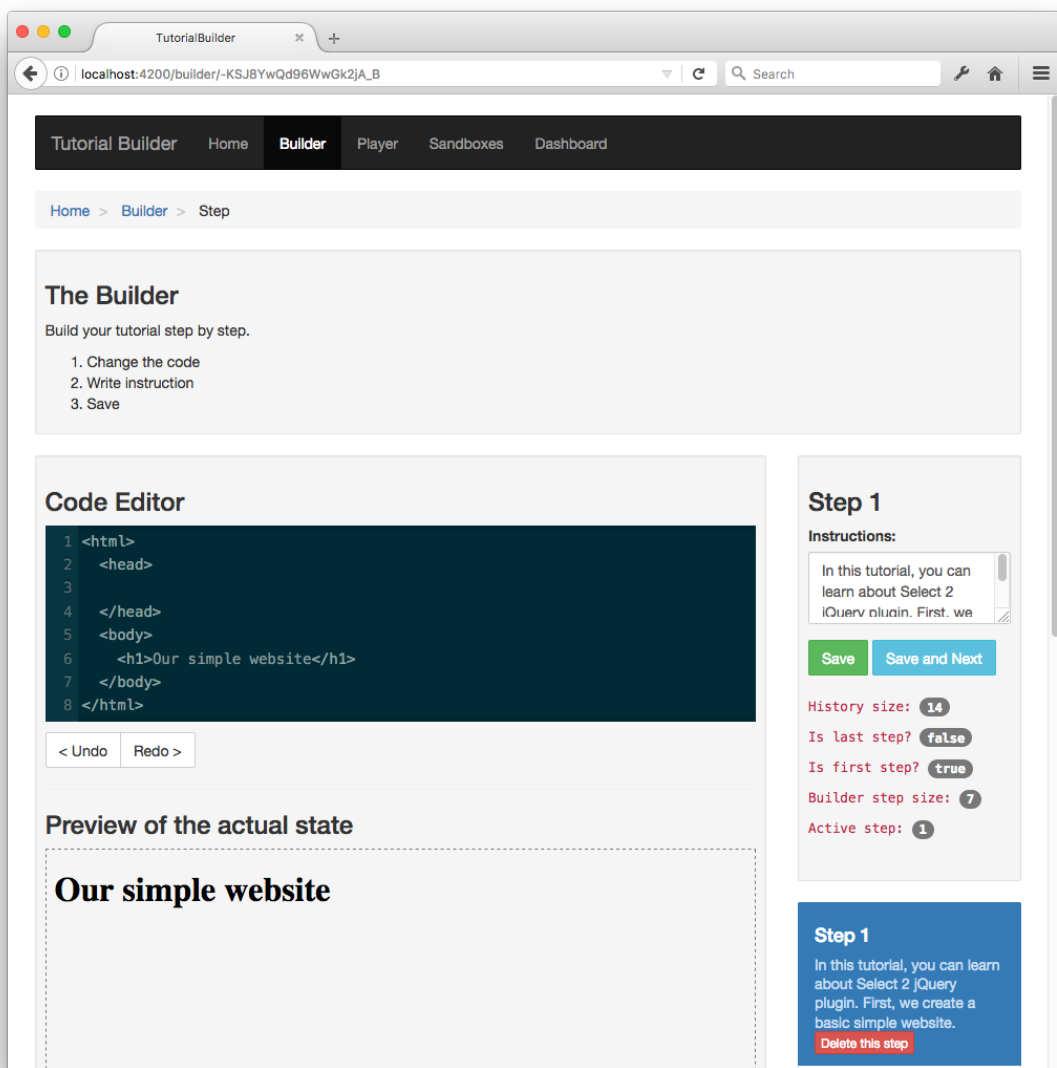 TutorialBuilder
localhost:4200/builder/-KSJ8YwQd96WwGk2jA_B
Search
Tutorial Builder Home Builder Player Sandboxes Dashboard
Home > Builder > Step
The Builder
Build your tutorial step by step.
1. Change the code
2. Write instruction
3. Save
Code Editor
1 <html>
2 <head>
3
4 </head>
5 <body>
6 <h1>Our simple website</h1>
7 </body>
8 </html>
< Undo Redo >
Preview of the actual state
Our simple website
Step 1
Instructions:
In this tutorial, you can
learn about Select 2
jQuery plugin. First, we
Save Save and Next
History size: 14
Is last step? false
Is first step? true
Builder step size: 7
Active step: 1
Step 1
In this tutorial, you can learn
about Select 2 jQuery
plugin. First, we create a
basic simple website.
Delete this step